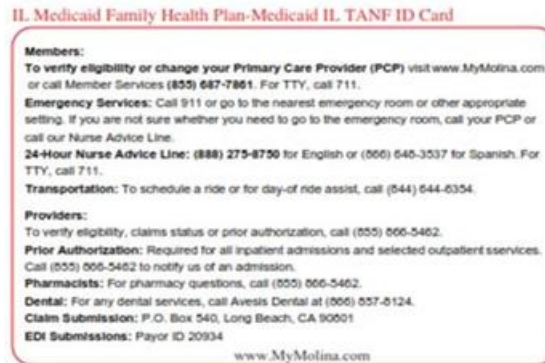 IL Medicaid Family Health Plan-Medicaid IL TANF ID Card
Members:
To verify eligibility or change your Primary Care Provider (PCP) visit www.MyMolina.com
or call Member Services (855) 687-7861. For TTY, call 711.
Emergency Services: Call 911 or go to the nearest emergency room or other appropriate
setting. If you are not sure whether you need to go to the emergency room, call your PCP or
call our Nurse Advice Line.
24-Hour Nurse Advice Line: (888) 275-8750 for English or (866) 648-3537 for Spanish. For
TTY, call 711.
Transportation: To schedule a ride or for day-of ride assist, call (844) 644-6354.
Providers:
To verify eligibility, claims status or prior authorization, call (855) 866-5462.
Prior Authorization: Required for all inpatient admissions and selected outpatient sservices.
Call (855) 866-5462 to notify us of an admission.
Pharmacists: For pharmacy questions, call (855) 866-5462.
Dental: For any dental services, call Avesis Dental at (866) 857-8124.
Claim Submission: P.O. Box 540, Long Beach, CA 90801
EDI Submissions: Payor ID 20934
www.MyMolina.com